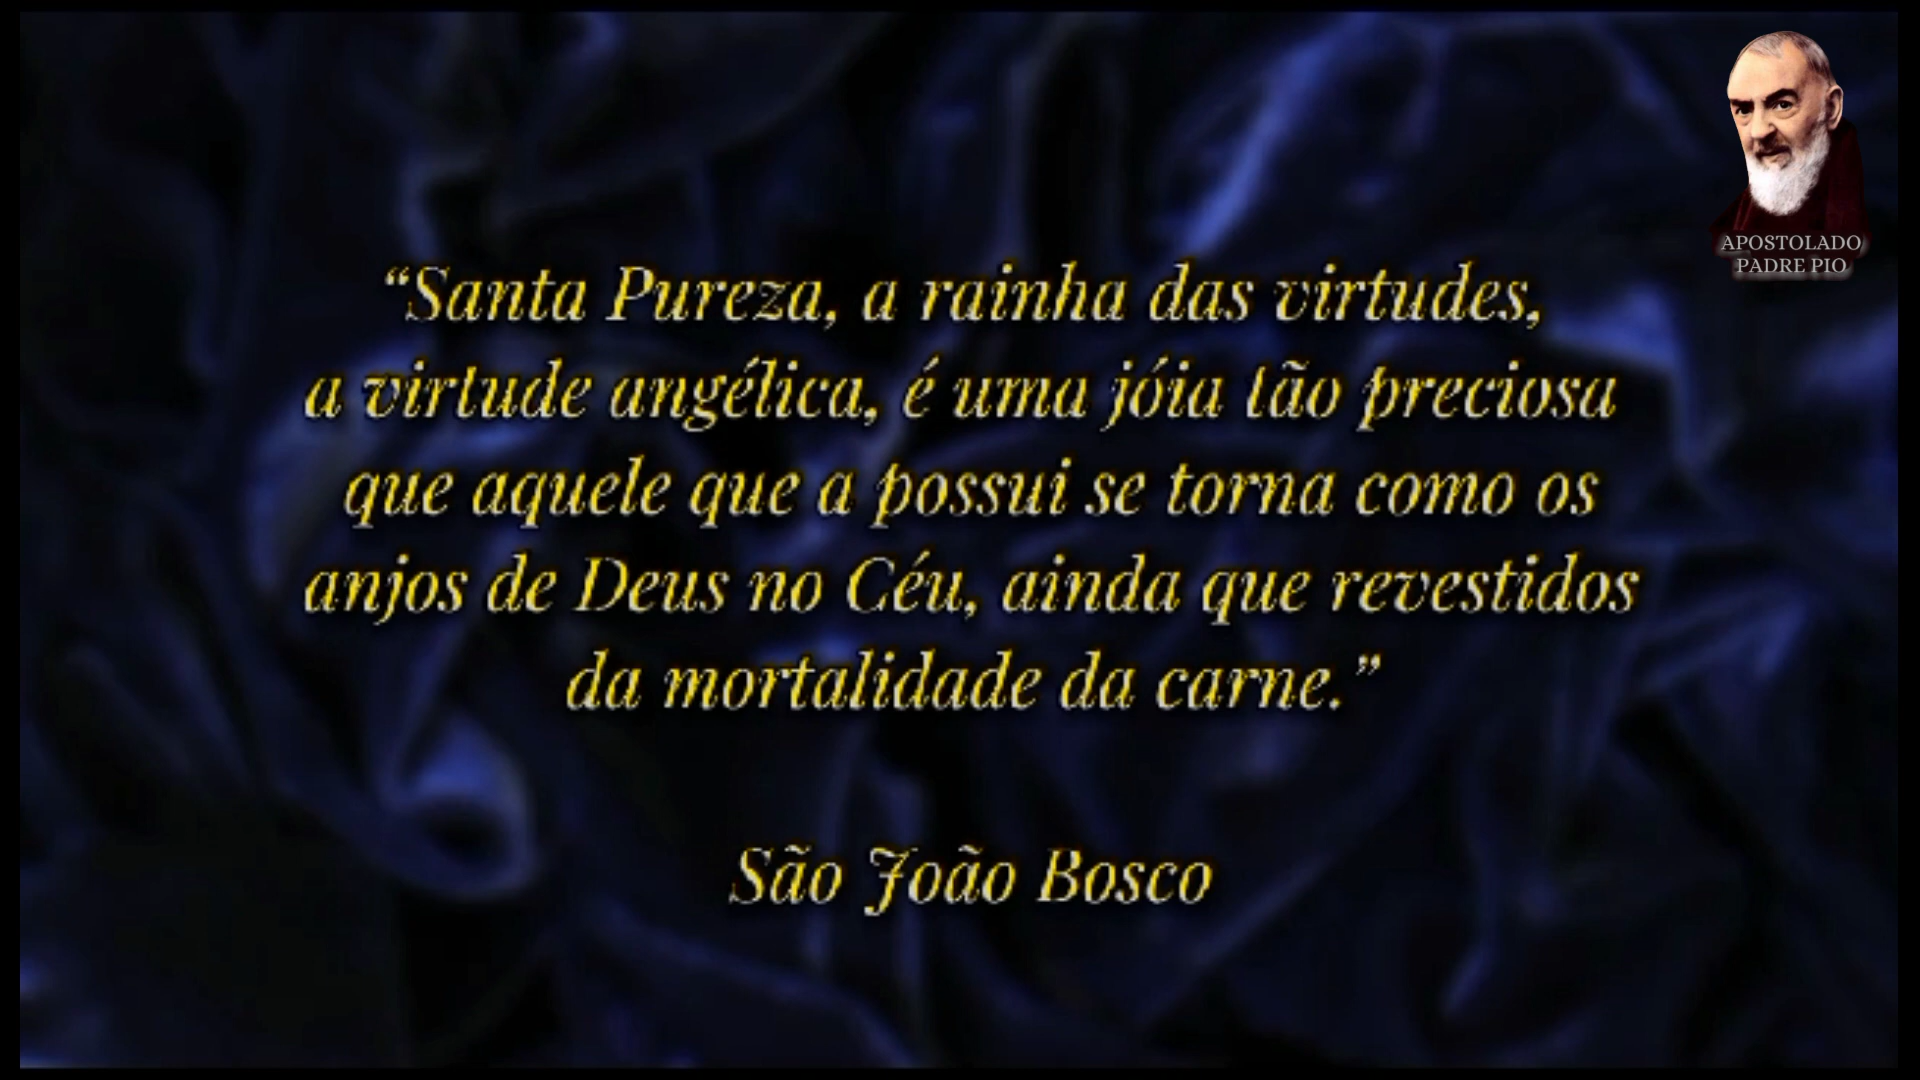 “Santa Pureza, a rainha das virtudes,
a virtude angélica, é uma jóia tão preciosa
que aquele que a possui se torna como os
anjos de Deus no Céu, ainda que revestidos
da mortalidade da carne.”
São João Bosco
APOSTOLADO
PADRE PIO